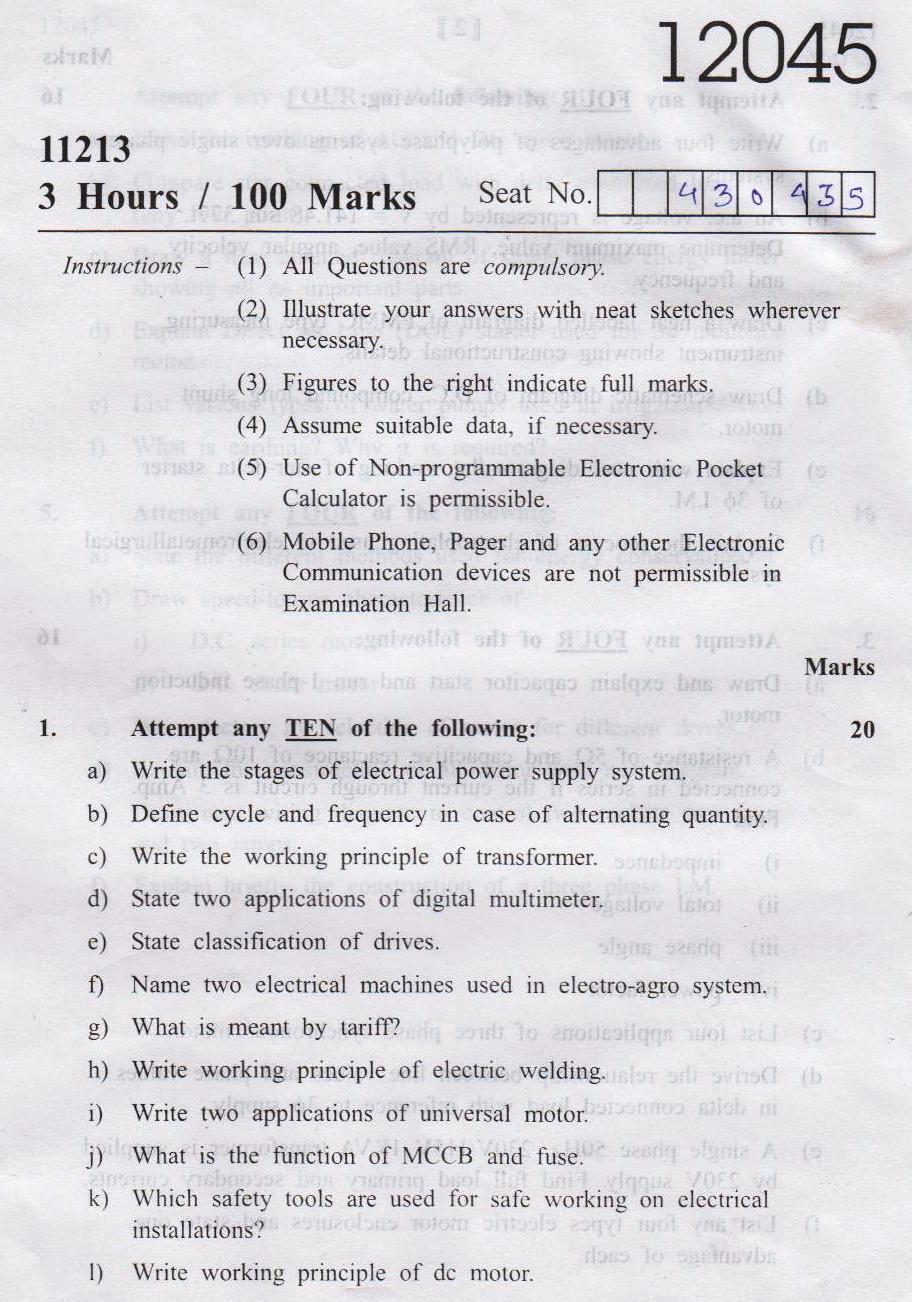 12045
11213
3 Hours / 100 Marks Seat No. 4 3 0 4 3 5
Instructions – (1) All Questions are compulsory.
(2) Illustrate your answers with neat sketches wherever
necessary.
(3) Figures to the right indicate full marks.
(4) Assume suitable data, if necessary.
(5) Use of Non-programmable Electronic Pocket
Calculator is permissible.
(6) Mobile Phone, Pager and any other Electronic
Communication devices are not permissible in
Examination Hall.
Marks
1. Attempt any TEN of the following: 20
a) Write the stages of electrical power supply system.
b) Define cycle and frequency in case of alternating quantity.
c) Write the working principle of transformer.
d) State two applications of digital multimeter.
e) State classification of drives.
f) Name two electrical machines used in electro-agro system.
g) What is meant by tariff?
h) Write working principle of electric welding.
i) Write two applications of universal motor.
j) What is the function of MCCB and fuse.
k) Which safety tools are used for safe working on electrical
installations?
l) Write working principle of dc motor.